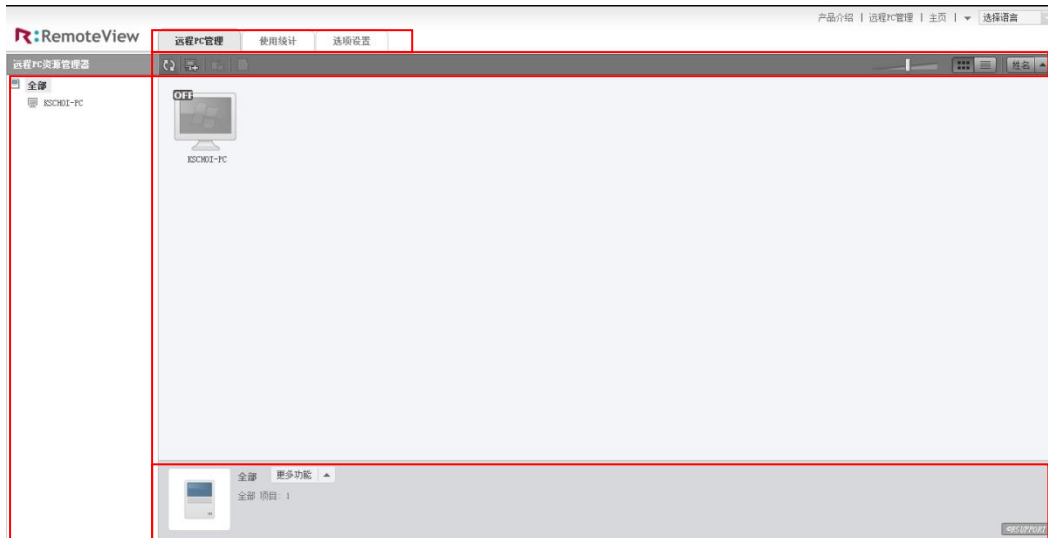 产品介绍 | 远程PC管理 | 主页 | 选择语言
RemoteView
远程PC管理 使用统计 选项设置
远程PC资源管理器
姓名
全部
KSCHOI-PC
OFF
KSCHOI-PC
全部 更多功能
全部 项目: 1
RSUPPORT